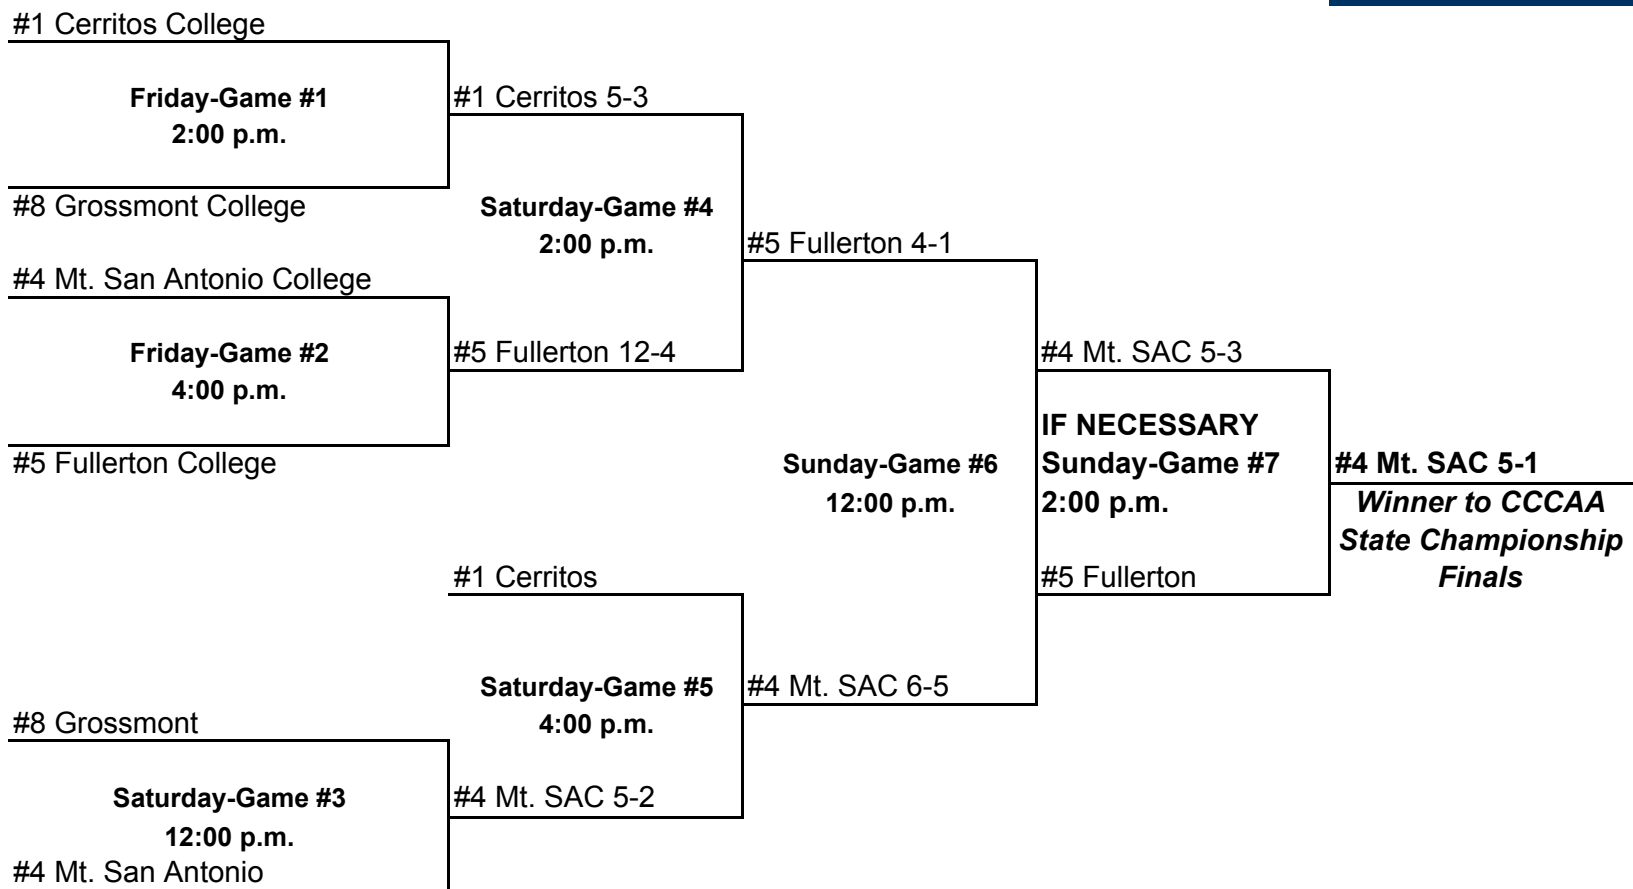 #1 Cerritos College
Friday-Game #1
2:00 p.m.
#1 Cerritos 5-3
#8 Grossmont College
Saturday-Game #4
2:00 p.m.
#5 Fullerton 4-1
#4 Mt. San Antonio College
Friday-Game #2
4:00 p.m.
#5 Fullerton 12-4
#4 Mt. SAC 5-3
#5 Fullerton College
Sunday-Game #6
12:00 p.m.
IF NECESSARY
Sunday-Game #7
2:00 p.m.
#4 Mt. SAC 5-1
Winner to CCCAA
State Championship
Finals
#1 Cerritos
#5 Fullerton
Saturday-Game #5
4:00 p.m.
#4 Mt. SAC 6-5
#8 Grossmont
Saturday-Game #3
12:00 p.m.
#4 Mt. SAC 5-2
#4 Mt. San Antonio